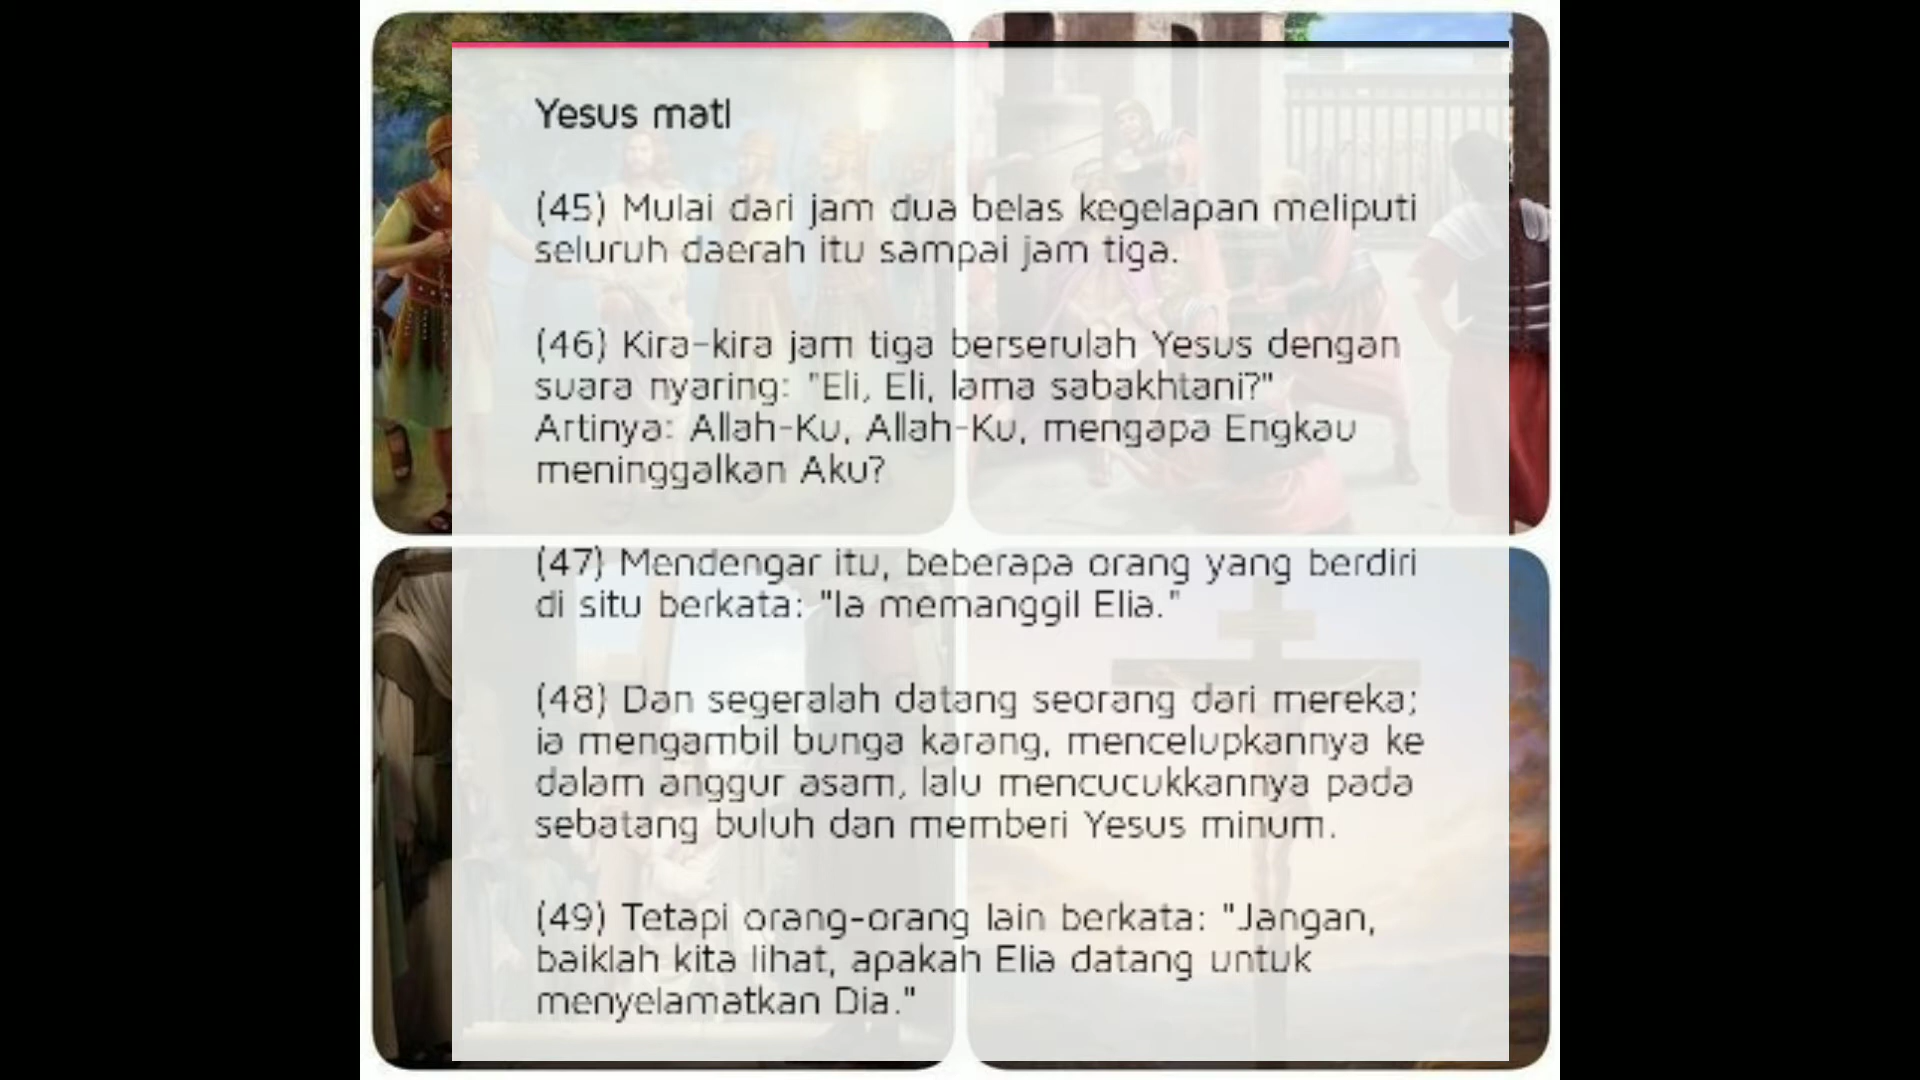 Yesus mati
(45) Mulai dari jam dua belas kegelapan meliputi
seluruh daerah itu sampai jam tiga.
(46) Kira-kira jam tiga berserulah Yesus dengan
suara nyaring: "Eli, Eli, lama sabakhtani?"
Artinya: Allah-Ku, Allah-Ku, mengapa Engkau
meninggalkan Aku?
(47) Mendengar itu, beberapa orang yang berdiri
di situ berkata: "Ia memanggil Elia."
(48) Dan segeralah datang seorang dari mereka;
ia mengambil bunga karang, mencelupkannya ke
dalam anggur asam, lalu mencucukkannya pada
sebatang buluh dan memberi Yesus minum.
(49) Tetapi orang-orang lain berkata: "Jangan,
baiklah kita lihat, apakah Elia datang untuk
menyelamatkan Dia."